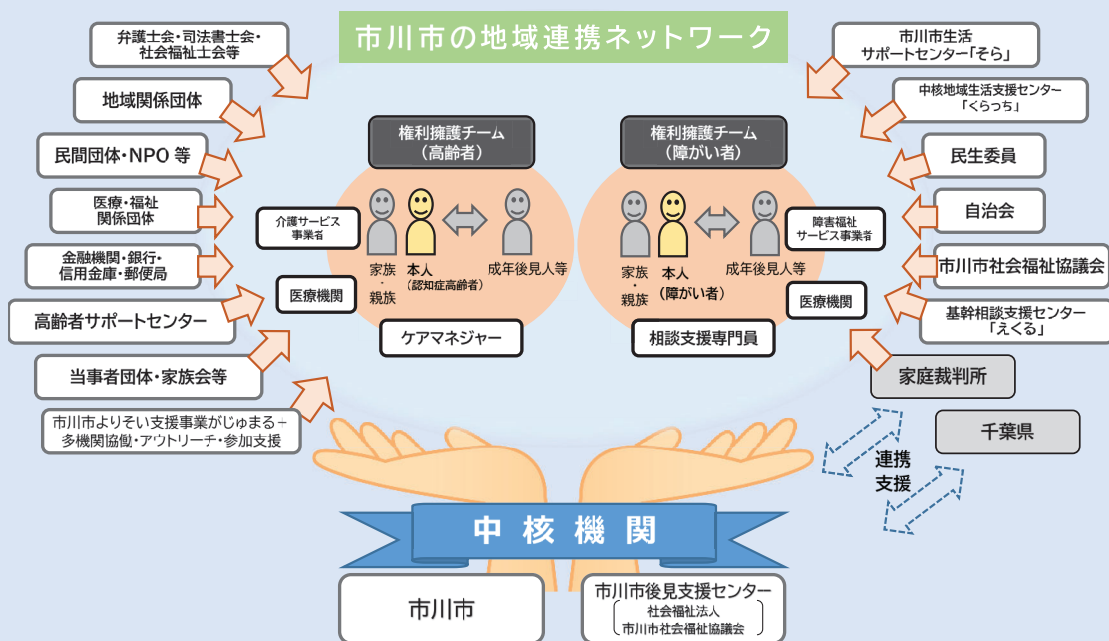 市川市の地域連携ネットワーク
弁護士会・司法書士会・
社会福祉士会等
地域関係団体
民間団体・NPO 等
医療・福祉
関係団体
金融機関・銀行・
信用金庫・郵便局
高齢者サポートセンター
当事者団体・家族会等
市川市よりそい支援事業がじゅまる+
多機関協働・アウトリーチ・参加支援
権利擁護チーム
(高齢者)
介護サービス
事業者
医療機関
家族
・
親族
本人
(認知症高齢者)
成年後見人等
ケアマネジャー
権利擁護チーム
(障がい者)
障害福祉
サービス事業者
医療機関
家族
・
親族
本人
(障がい者)
成年後見人等
相談支援専門員
市川市生活
サポートセンター「そら」
中核地域生活支援センター
「くらっち」
民生委員
自治会
市川市社会福祉協議会
基幹相談支援センター
「えくる」
家庭裁判所
千葉県
連携
支援
中核機関
市川市
市川市後見支援センター
社会福祉法人
市川市社会福祉協議会